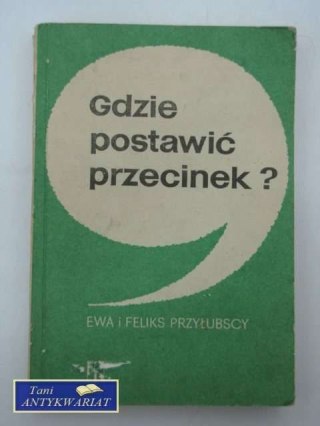 Gdzie
postawić
przecinek ?
EWA i FELIKS PRZYŁUBSCY
Tani
ANTYKWARIAT